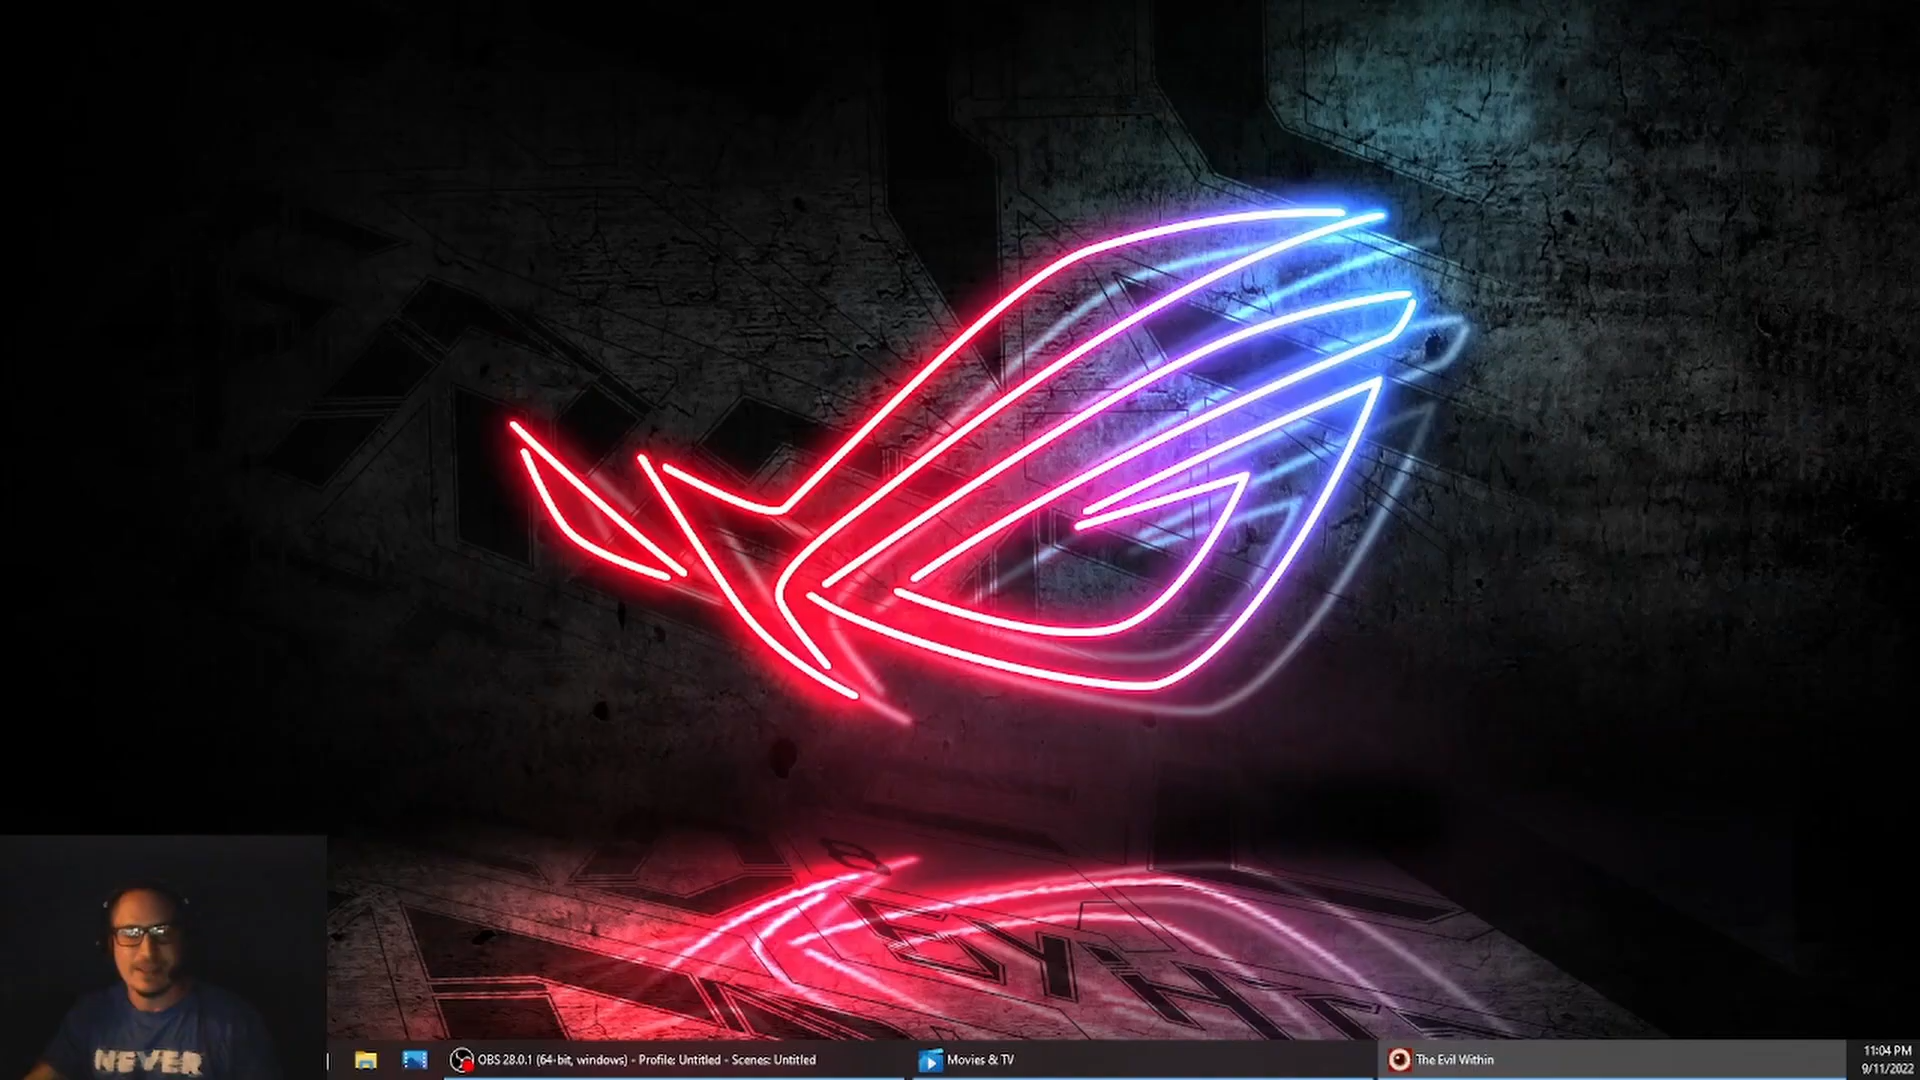 NEVER
OBS 28.0.1 (64-bit, windows) - Profile: Untitled - Scenes: Untitled
Movies & TV
The Evil Within
11:04 PM
9/11/2022